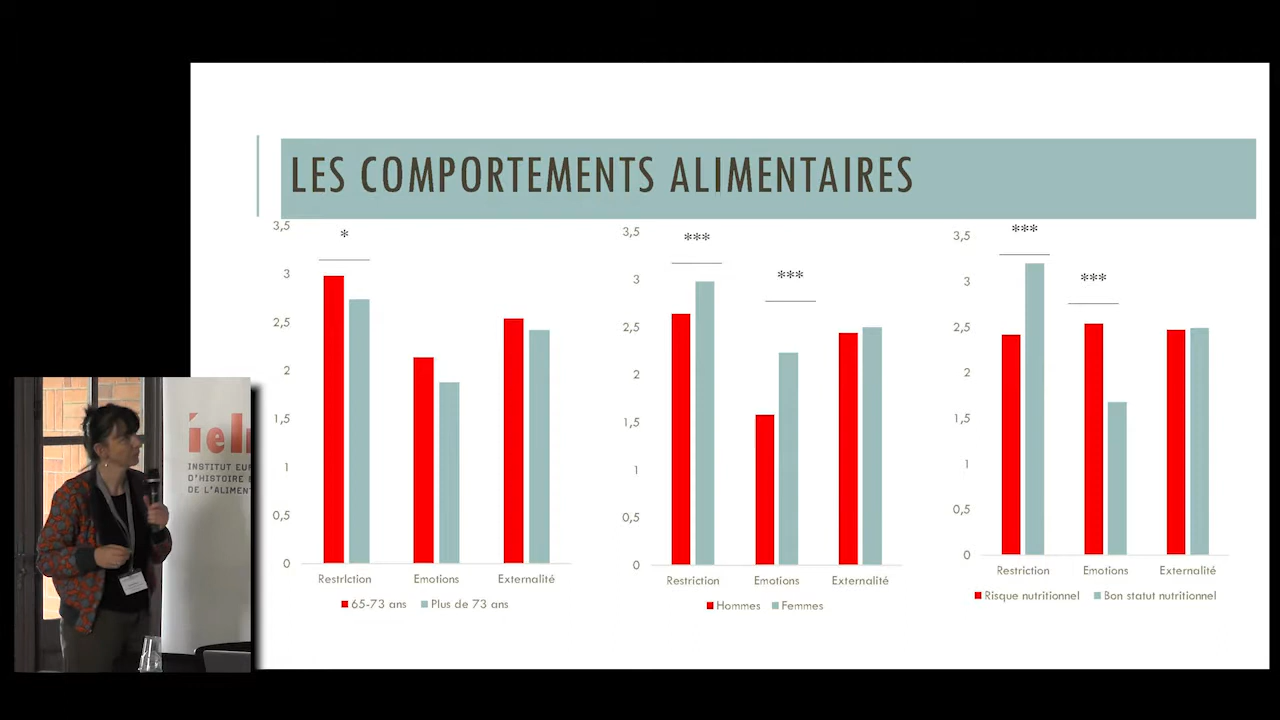 LES COMPORTEMENTS ALIMENTAIRES
3,5
3
2,5
2
1,5
1
0,5
0
*
Restriction
Emotions
Externalité
65-73 ans
Plus de 73 ans
3,5
3
2,5
2
1,5
1
0,5
0
***
***
Restriction
Emotions
Externalité
Hommes
Femmes
3,5
3
2,5
2
1,5
1
0,5
0
***
***
Restriction
Emotions
Externalité
Risque nutritionnel
Bon statut nutritionnel
INSTITUT EUR
D'HISTOIRE
DE L'ALIMEN